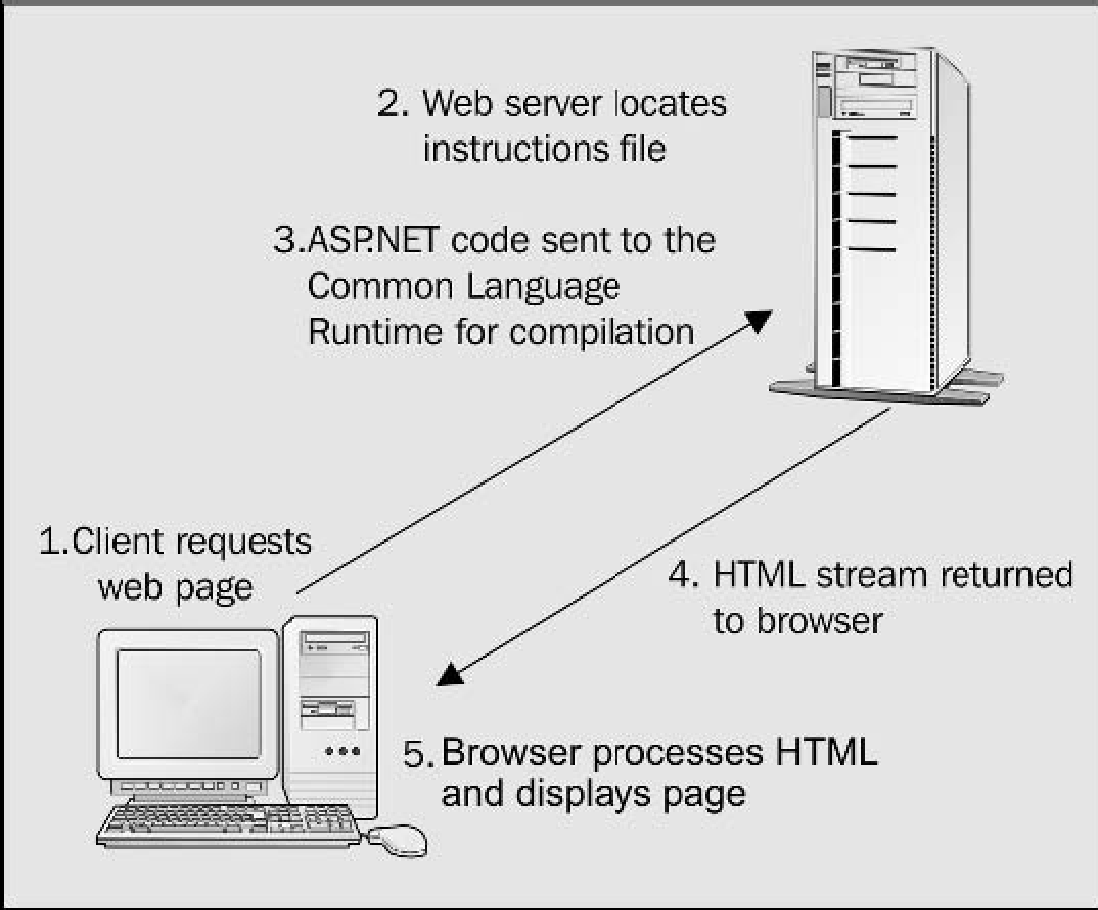 2. Web server locates
instructions file
3.ASP.NET code sent to the
Common Language
Runtime for compilation
1.Client requests
web page
4. HTML stream returned
to browser
5. Browser processes HTML
and displays page